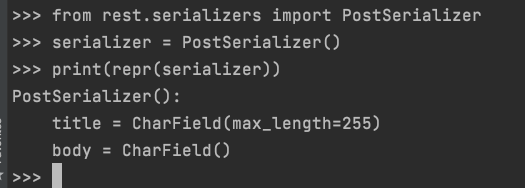 >>> from rest.serializers import PostSerializer
>>> serializer = PostSerializer()
>>> print(repr(serializer))
PostSerializer():
    title = CharField(max_length=255)
    body = CharField()
>>>